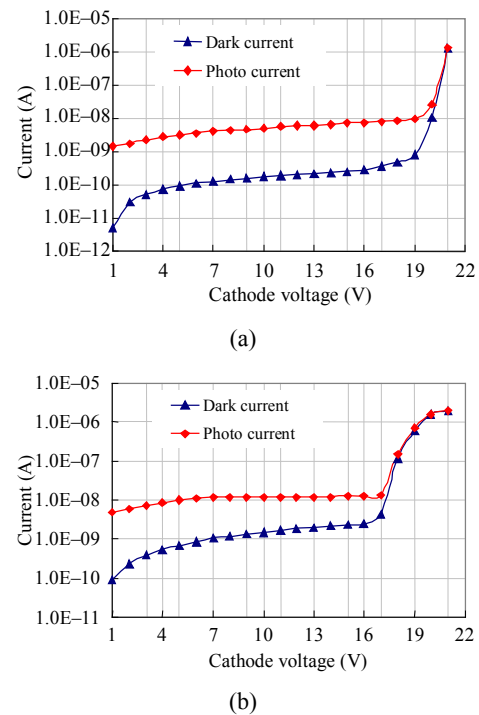 (a)
1.0E–05
1.0E–06
1.0E–07
1.0E–08
1.0E–09
1.0E–10
1.0E–11
1.0E–12
Current (A)
Dark current
Photo current
1 4 7 10 13 16 19 22
Cathode voltage (V)
(a)
1.0E–05
1.0E–06
1.0E–07
1.0E–08
1.0E–09
1.0E–10
1.0E–11
Current (A)
Dark current
Photo current
1 4 7 10 13 16 19 22
Cathode voltage (V)
(b)